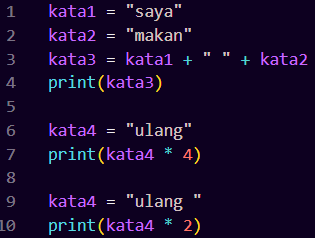 1 kata1 = "saya"
2 kata2 = "makan"
3 kata3 = kata1 + " " + kata2
4 print(kata3)
5
6 kata4 = "ulang"
7 print(kata4 * 4)
8
9 kata4 = "ulang "
10 print(kata4 * 2)